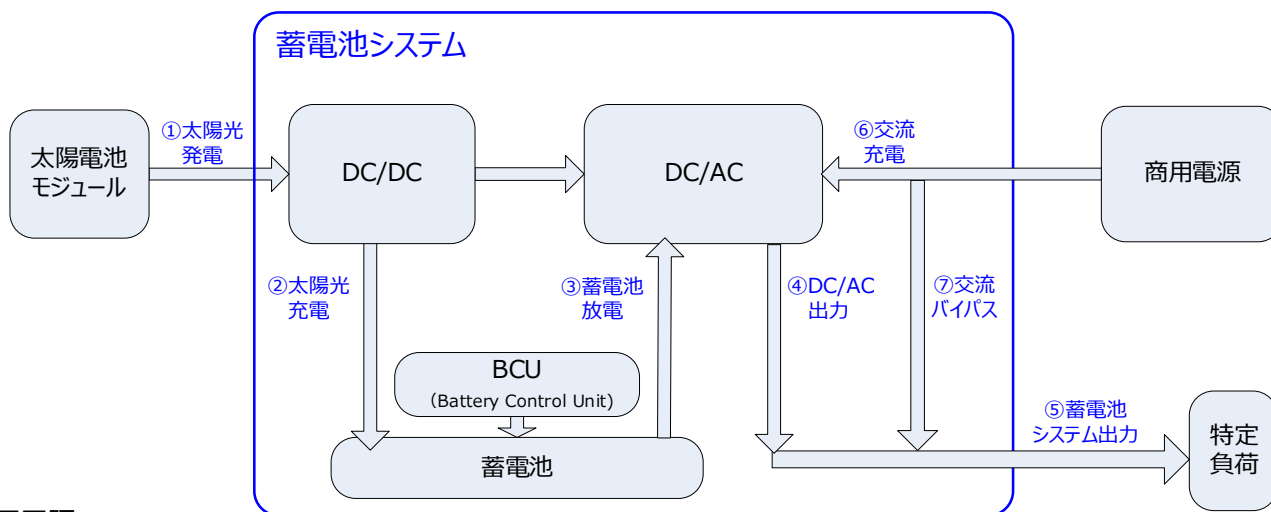 蓄電池システム
太陽電池
モジュール
①太陽光
発電
DC/DC
DC/AC
⑥交流
充電
商用電源
②太陽光
充電
③蓄電池
放電
④DC/AC
出力
⑦交流
バイパス
BCU
(Battery Control Unit)
蓄電池
⑤蓄電池
システム出力
特定
負荷